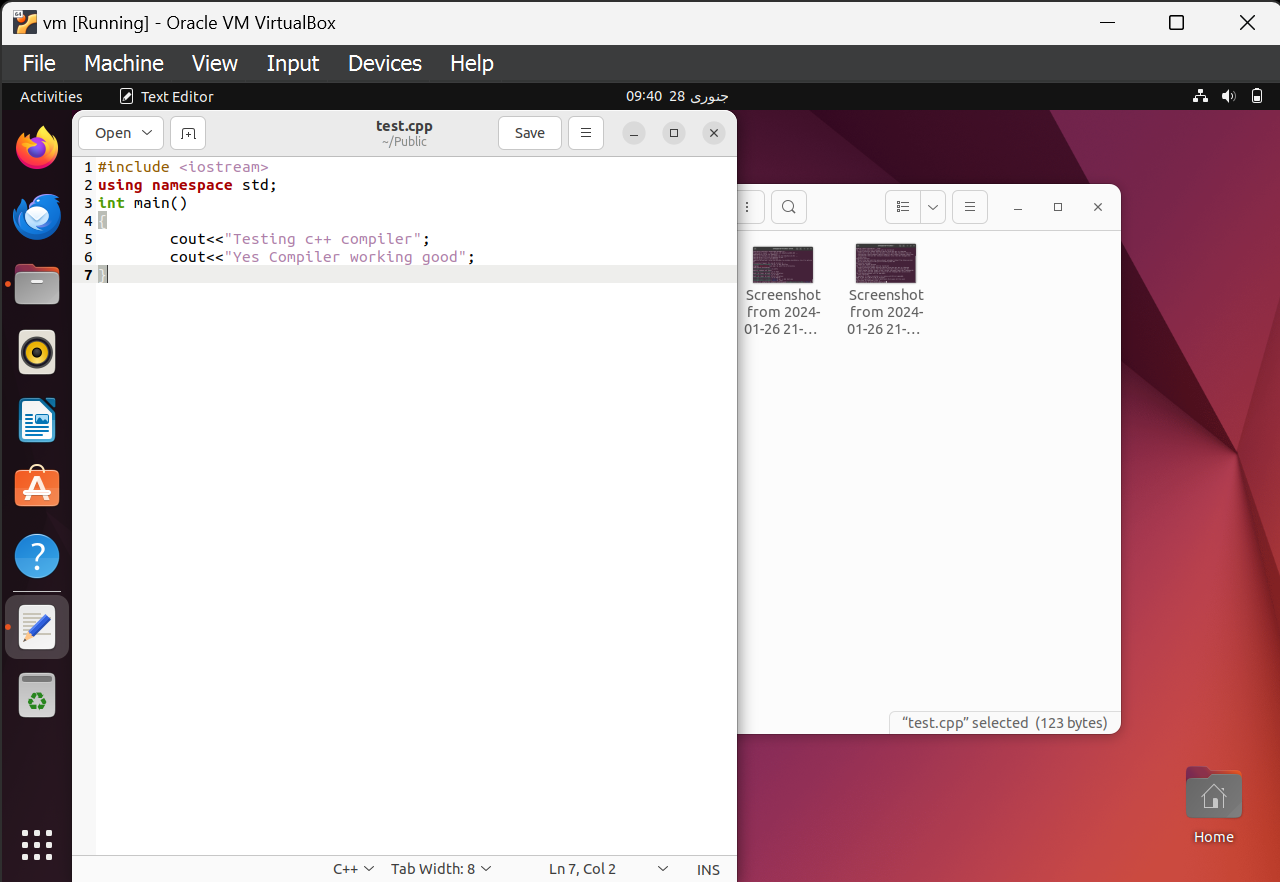 vm [Running] - Oracle VM VirtualBox
File Machine View Input Devices Help
Activities Text Editor 09:40 28 جنوری
Open test.cpp Save
~/Public
1 #include <iostream>
2 using namespace std;
3 int main()
4 {
5 cout<<"Testing c++ compiler";
6 cout<<"Yes Compiler working good";
7 }
Screenshot from 2024-01-26 21-…
Screenshot from 2024-01-26 21-…
“test.cpp” selected (123 bytes)
Home
C++ Tab Width: 8 Ln 7, Col 2 INS